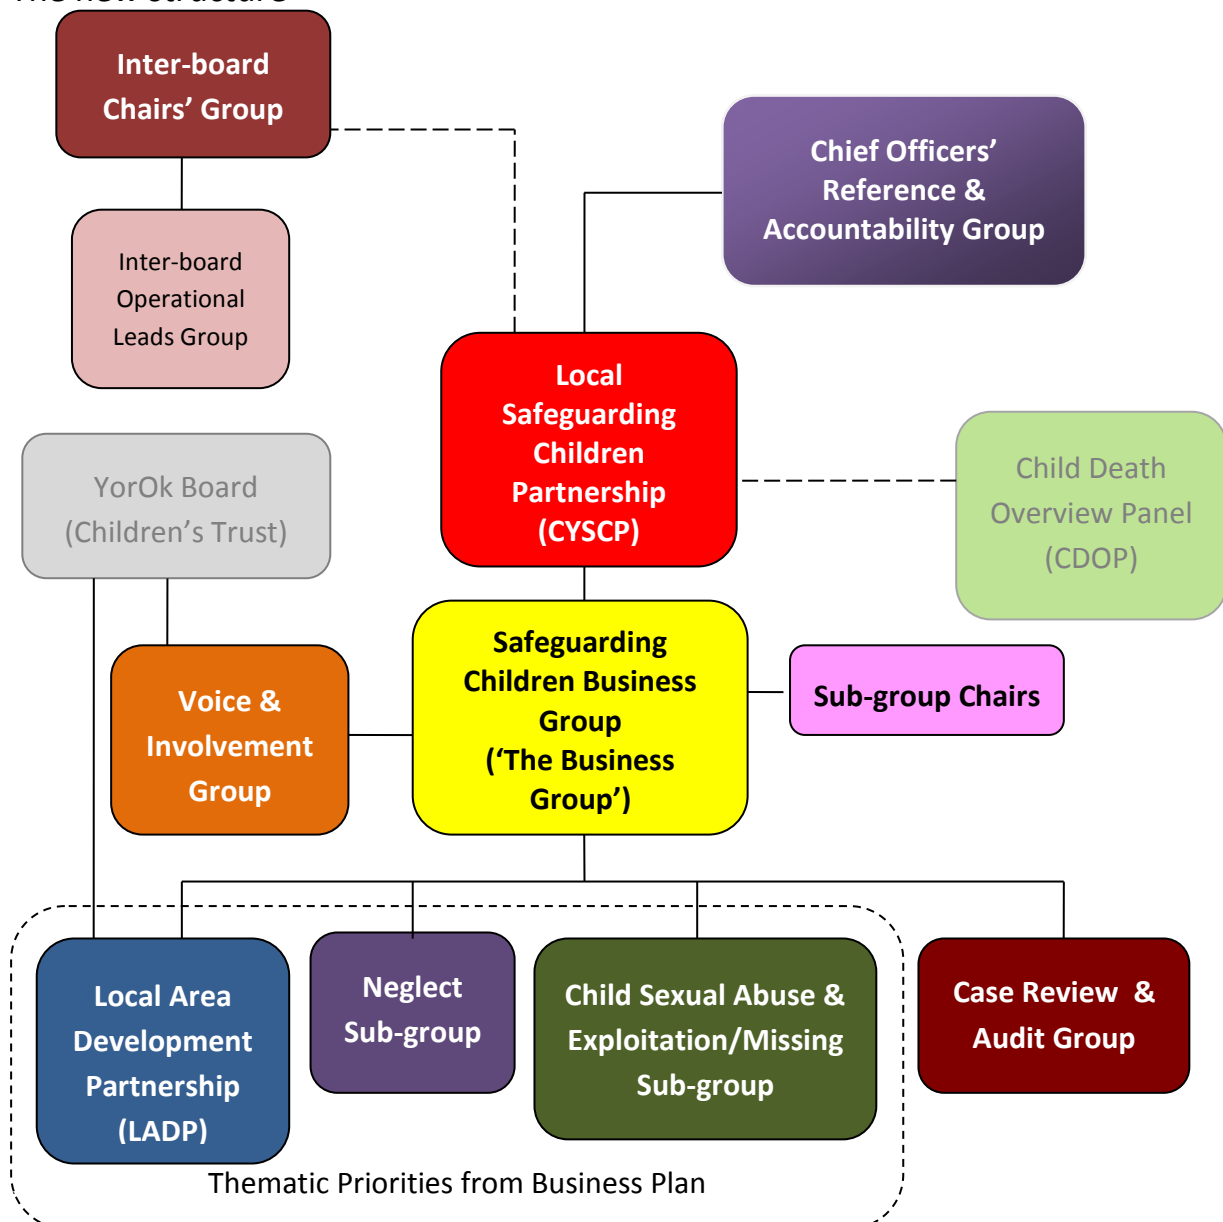 The new structure
Inter-board
Chairs’ Group
Chief Officers’
Reference &
Accountability Group
Inter-board
Operational
Leads Group
Local
Safeguarding
Children
Partnership
(CYSCP)
YorOk Board
(Children’s Trust)
Child Death
Overview Panel
(CDOP)
Safeguarding
Children Business
Group
(‘The Business
Group’)
Voice &
Involvement
Group
Sub-group Chairs
Local Area
Development
Partnership
(LADP)
Neglect
Sub-group
Child Sexual Abuse &
Exploitation/Missing
Sub-group
Case Review  &
Audit Group
Thematic Priorities from Business Plan